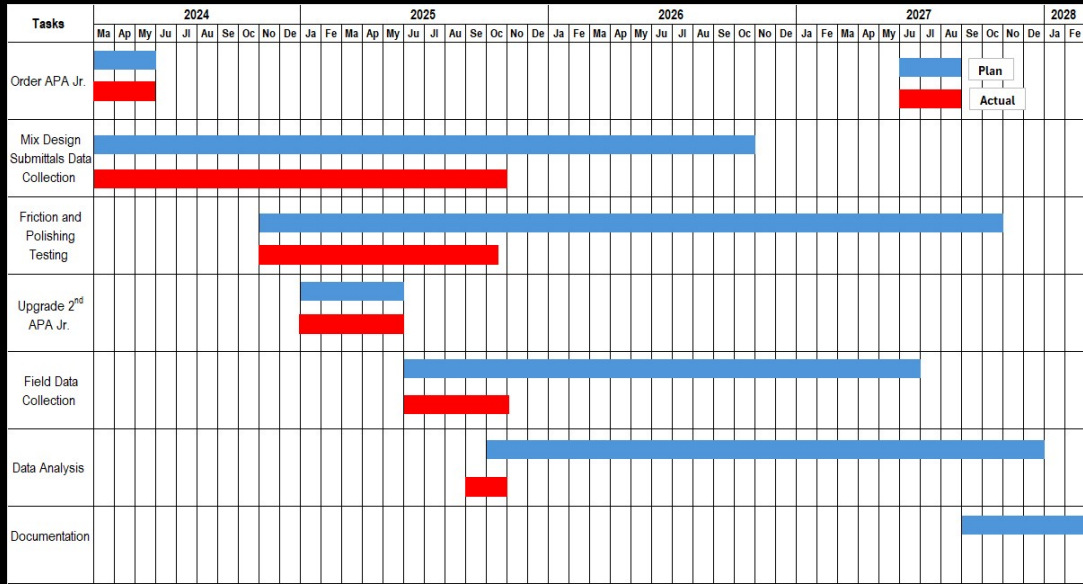 Tasks
2024
2025
2026
2027
2028
Ma Ap My Ju Jl Au Se Oc No De Ja Fe Ma Ap My Ju Jl Au Se Oc No De Ja Fe Ma Ap My Ju Jl Au Se Oc No De Ja Fe Ma Ap My Ju Jl Au Se Oc No De Ja Fe
Order APA Jr.
Plan
Actual
Mix Design
Submittals Data
Collection
Friction and
Polishing
Testing
Upgrade 2nd
APA Jr.
Field Data
Collection
Data Analysis
Documentation